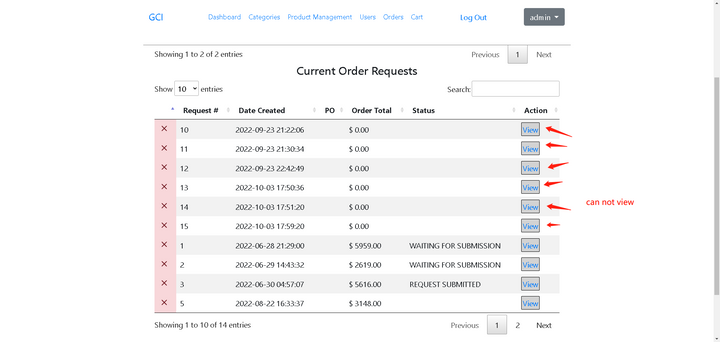 GCI Dashboard Categories Product Management Users Orders Cart Log Out admin
Showing 1 to 2 of 2 entries Previous 1 Next
Current Order Requests
Show 10 entries Search:
Request # Date Created PO Order Total Status Action
× 10 2022-09-23 21:22:06 $ 0.00 View
× 11 2022-09-23 21:30:34 $ 0.00 View
× 12 2022-09-23 22:42:49 $ 0.00 View
× 13 2022-10-03 17:50:36 $ 0.00 View
can not view
× 14 2022-10-03 17:51:20 $ 0.00 View
× 15 2022-10-03 17:59:20 $ 0.00 View
× 1 2022-06-28 21:29:00 $ 5959.00 WAITING FOR SUBMISSION View
× 2 2022-06-29 14:43:32 $ 2619.00 WAITING FOR SUBMISSION View
× 3 2022-06-30 04:57:07 $ 5616.00 REQUEST SUBMITTED View
× 5 2022-08-22 16:33:37 $ 3148.00 View
Showing 1 to 10 of 14 entries Previous 1 2 Next